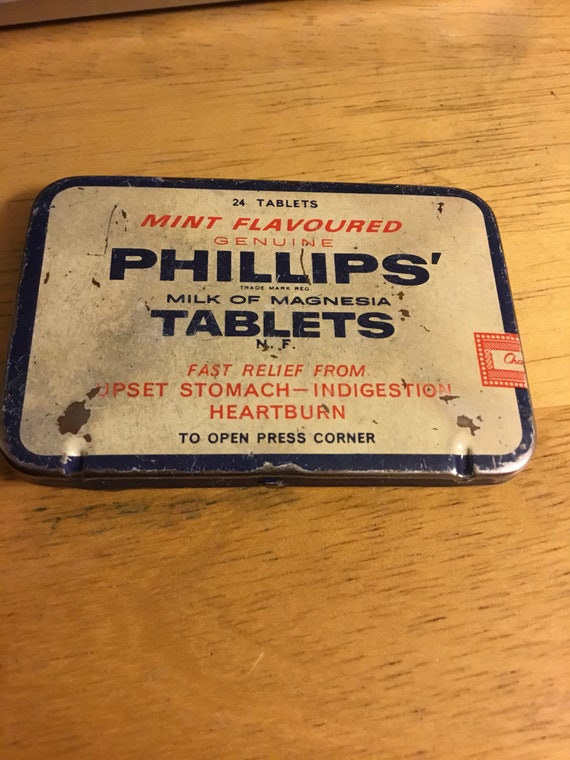 24 TABLETS
MINT FLAVOURED
GENUINE
PHILLIPS'
TRADE MARK REG.
MILK OF MAGNESIA
TABLETS
N. F.
FAST RELIEF FROM
UPSET STOMACH—INDIGESTION
HEARTBURN
TO OPEN PRESS CORNER